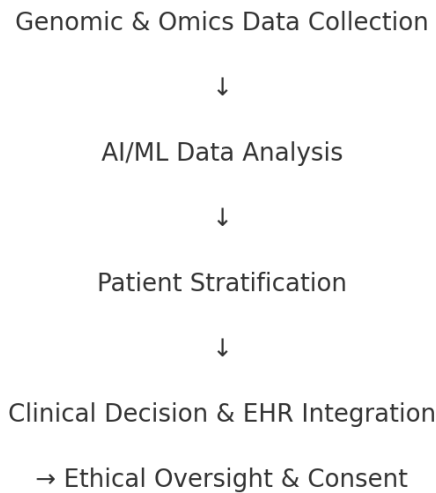 Genomic & Omics Data Collection
↓
AI/ML Data Analysis
↓
Patient Stratification
↓
Clinical Decision & EHR Integration
→ Ethical Oversight & Consent